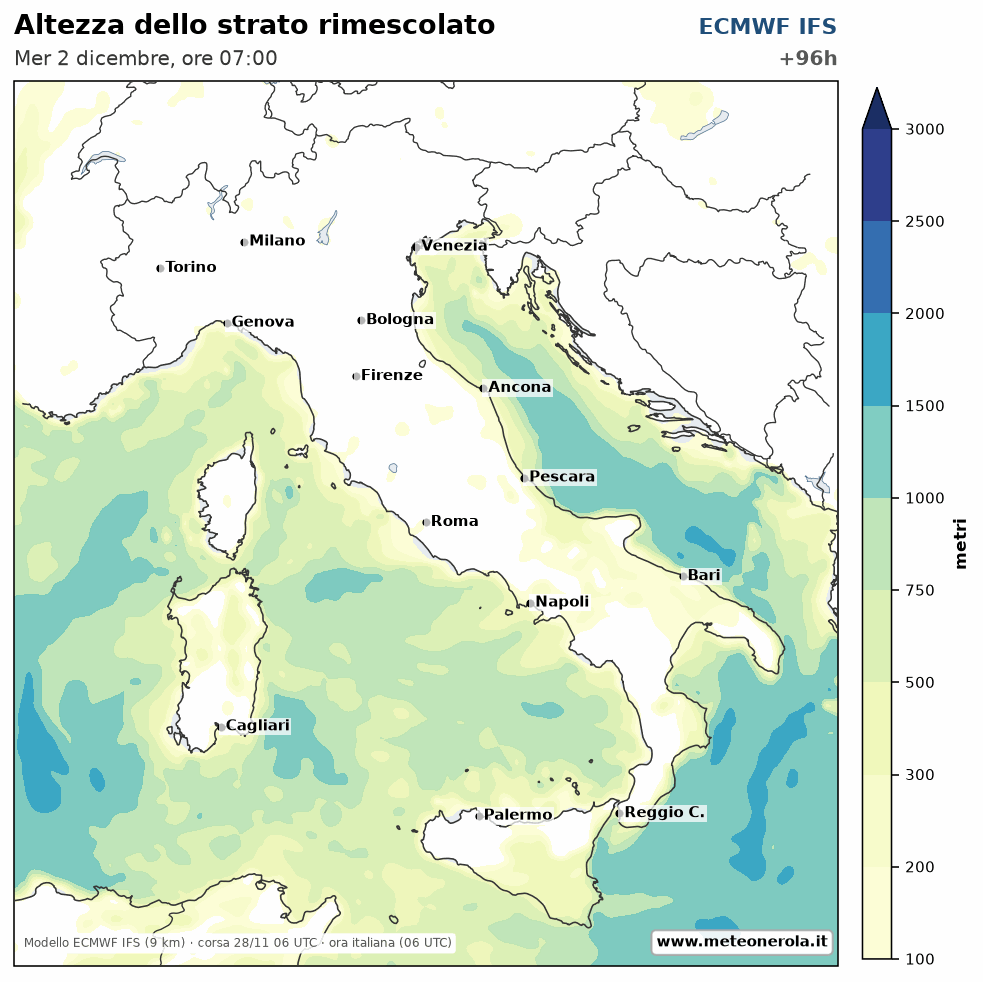 Altezza dello strato rimescolato
ECMWF IFS
Mer 2 dicembre, ore 07:00
+96h
3000
2500
2000
1500
1000
750
500
300
200
100
metri
Milano
Venezia
Torino
Genova
Bologna
Firenze
Ancona
Pescara
Roma
Bari
Napoli
Cagliari
Palermo
Reggio C.
Modello ECMWF IFS (9 km) · corsa 28/11 06 UTC · ora italiana (06 UTC)
www.meteonerola.it